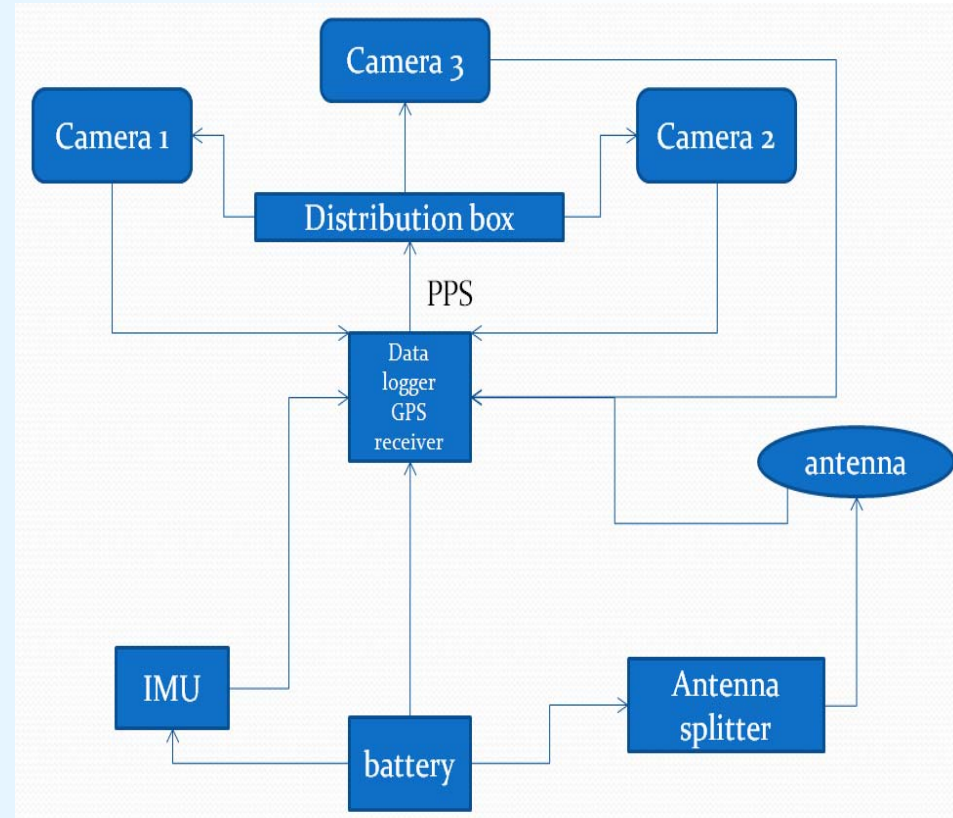 Camera 3
Camera 1
Camera 2
Distribution box
PPS
Data
logger
GPS
receiver
antenna
IMU
Antenna
splitter
battery